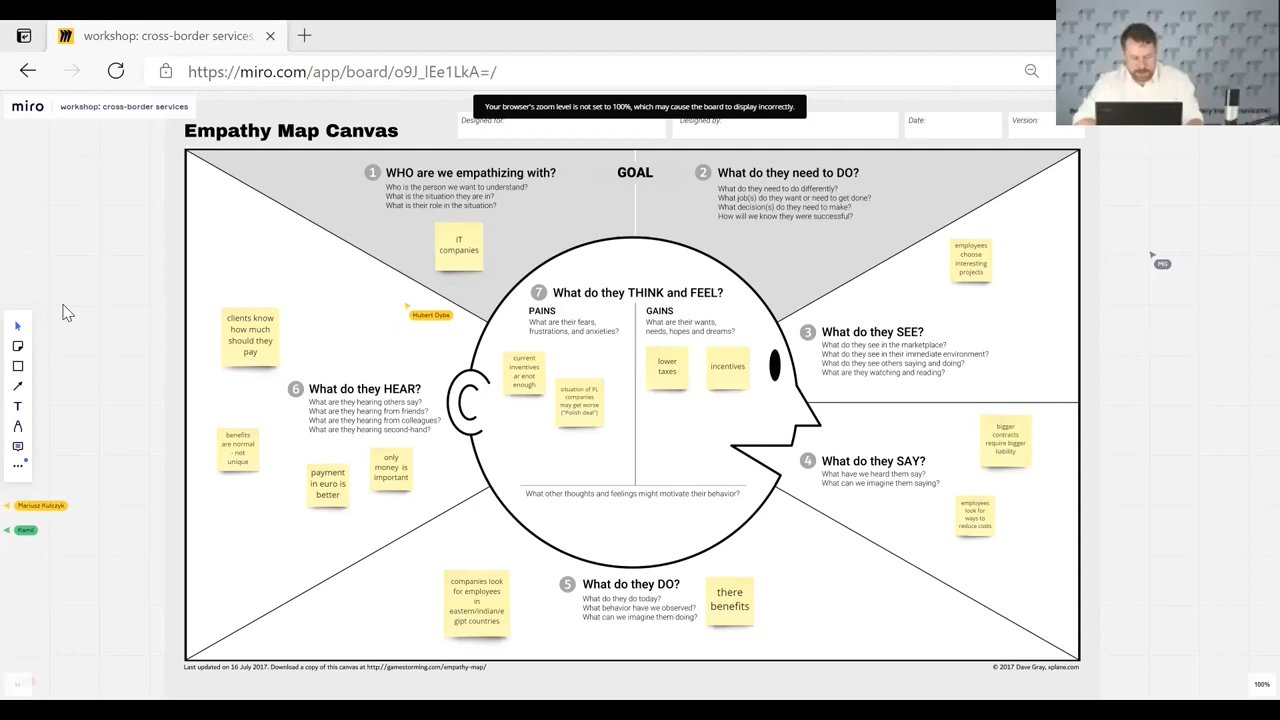 workshop: cross-border services,
https://miro.com/app/board/o9J_lEe1LkA=/
miro
workshop: cross-border services
Your browser's zoom level is not set to 100%, which may cause the board to display incorrectly.
Empathy Map Canvas
Designed for:
Designed by:
Date:
Version:
1 WHO are we empathizing with?
Who is the person we want to understand?
What is the situation they are in?
What is their role in the situation?
IT
companies
GOAL
2 What do they need to DO?
What do they need to do differently?
What job(s) do they want or need to get done?
What decision(s) do they need to make?
How will we know they were successful?
employees
choose
interesting
projects
MG
Hubert Dyba
7 What do they THINK and FEEL?
PAINS
What are their fears,
frustrations, and anxieties?
current
inventives
ar enot
enough
situation of PL
companies
may get worse
("Polish deal")
GAINS
What are their wants,
needs, hopes and dreams?
lower
taxes
incentives
What other thoughts and feelings might motivate their behavior?
3 What do they SEE?
What do they see in the marketplace?
What do they see in their immediate environment?
What do they see others saying and doing?
What are they watching and reading?
clients know
how much
should they
pay
6 What do they HEAR?
What are they hearing others say?
What are they hearing from friends?
What are they hearing from colleagues?
What are they hearing second-hand?
benefits
are normal
- not
unique
payment
in euro is
better
only
money is
important
4 What do they SAY?
What have we heard them say?
What can we imagine them saying?
bigger
contracts
require bigger
liability
employees
look for
ways to
reduce costs
Mariusz Kulczyk
Kamil
companies look
for employees
in
eastern/indian/e
gipt countries
5 What do they DO?
What do they do today?
What behavior have we observed?
What can we imagine them doing?
there
benefits
Last updated on 16 July 2017. Download a copy of this canvas at http://gamestorming.com/empathy-map/
© 2017 Dave Gray, xplane.com
100%